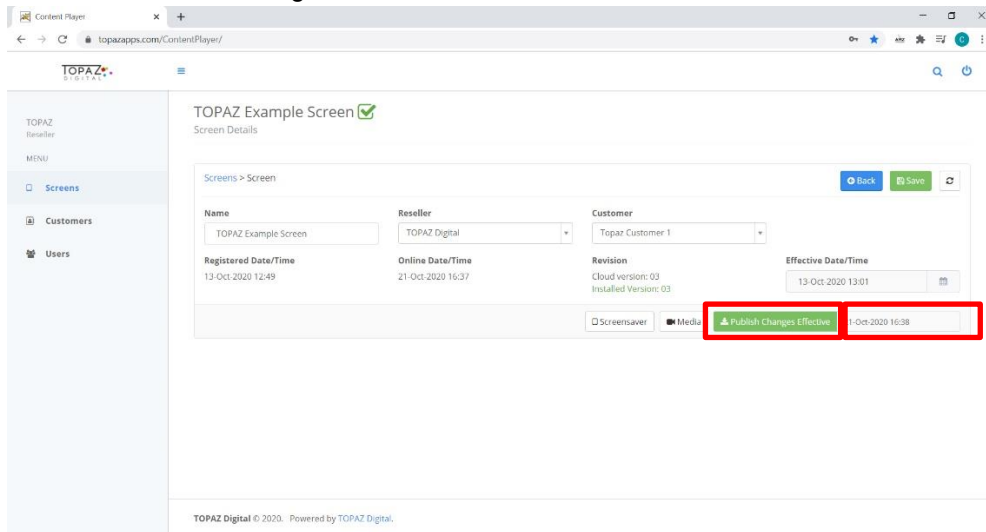 Content Player
topazapps.com/ContentPlayer/
TOPAZ
DIGITAL
TOPAZ
Reseller
MENU
Screens
Customers
Users
TOPAZ Example Screen
Screen Details
Screens > Screen
Back Save
Name Reseller Customer
TOPAZ Example Screen TOPAZ Digital Topaz Customer 1
Registered Date/Time Online Date/Time Revision Effective Date/Time
13-Oct-2020 12:49 21-Oct-2020 16:37 Cloud version: 03 13-Oct-2020 13:01
Installed Version: 03
Screensaver Media Publish Changes Effective 1-Oct-2020 16:38
TOPAZ Digital © 2020. Powered by TOPAZ Digital.